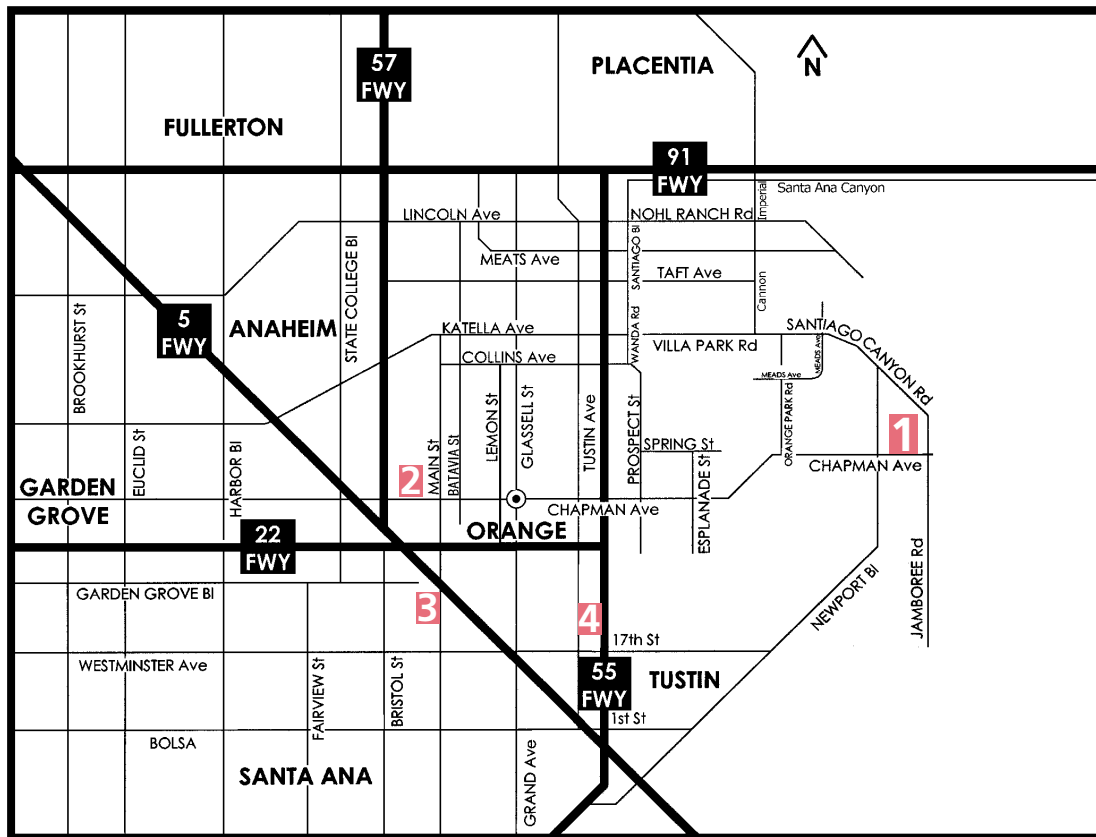 57
FWY
PLACENTIA
N
FULLERTON
91
FWY
Imperial
Santa Ana Canyon
LINCOLN Ave
NOHL RANCH Rd
STATE COLLEGE Bl
MEATS Ave
SANTIAGO Bl
TAFT Ave
Cannon
5
FWY
ANAHEIM
BROOKHURST St
KATELLA Ave
WANDA Rd
VILLA PARK Rd
SANTIAGO CANYON Rd
MEADS Ave
COLLINS Ave
MEADS Ave
LEMON St
GLASSELL St
TUSTIN Ave
PROSPECT St
ORANGE PARK Rd
1
EUCLID St
HARBOR Bl
MAIN St
BATAVIA St
SPRING St
CHAPMAN Ave
2
GARDEN
GROVE
CHAPMAN Ave
ESPLANADE St
ORANGE
22
FWY
GARDEN GROVE Bl
3
4
NEWPORT Bl
JAMBOREE Rd
17th St
WESTMINSTER Ave
FAIRVIEW St
BRISTOL St
55
FWY
TUSTIN
1st St
BOLSA
GRAND Ave
SANTA ANA